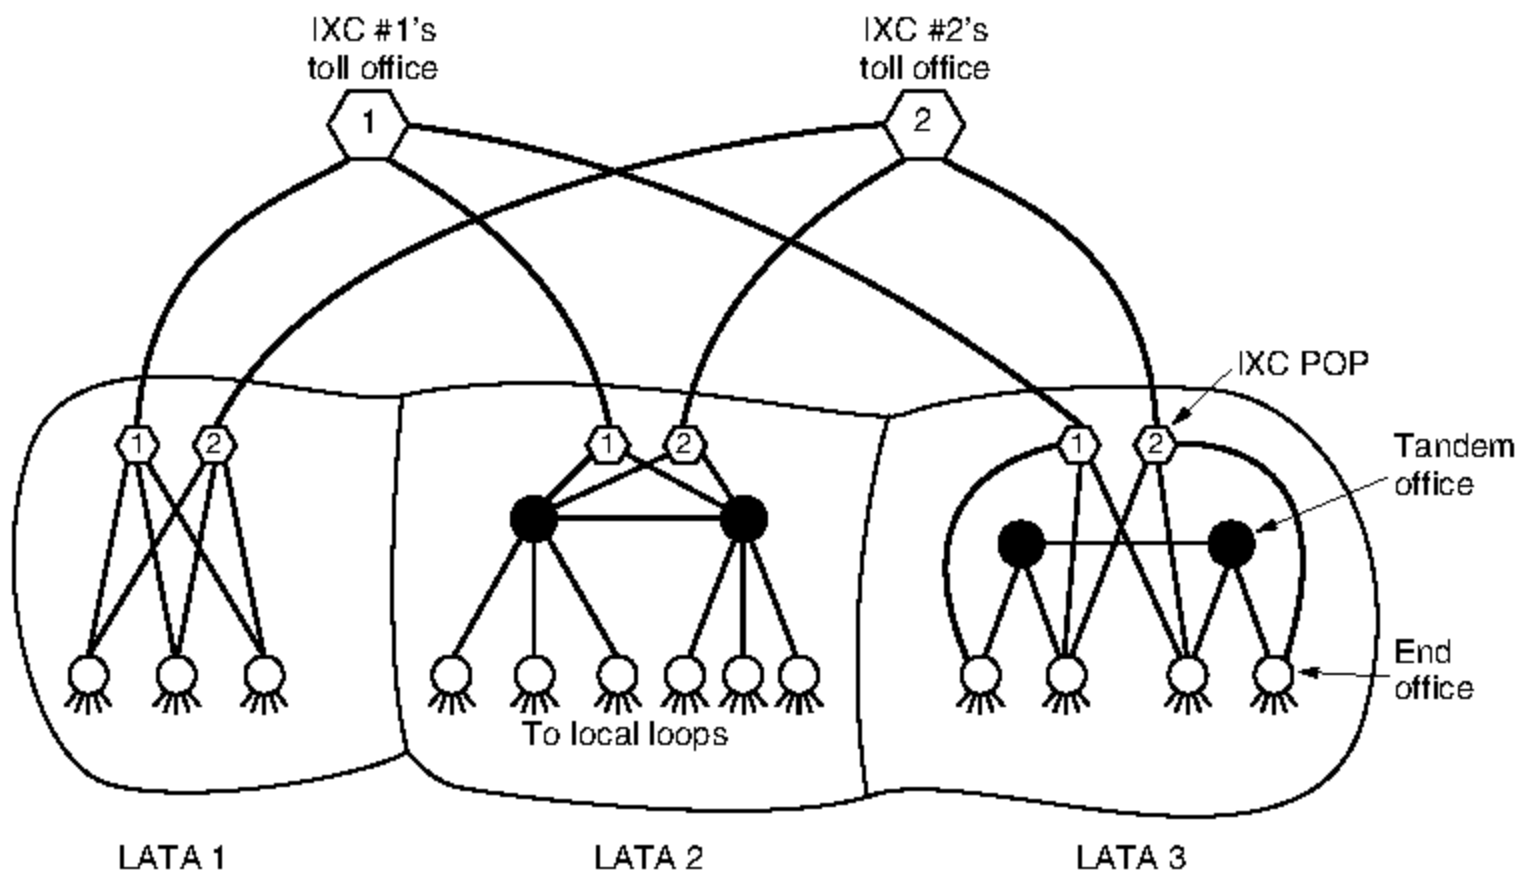 IXC #1's
toll office
IXC #2's
toll office
1
2
IXC POP
1
2
1
2
1
2
Tandem
office
End
office
To local loops
LATA 1
LATA 2
LATA 3